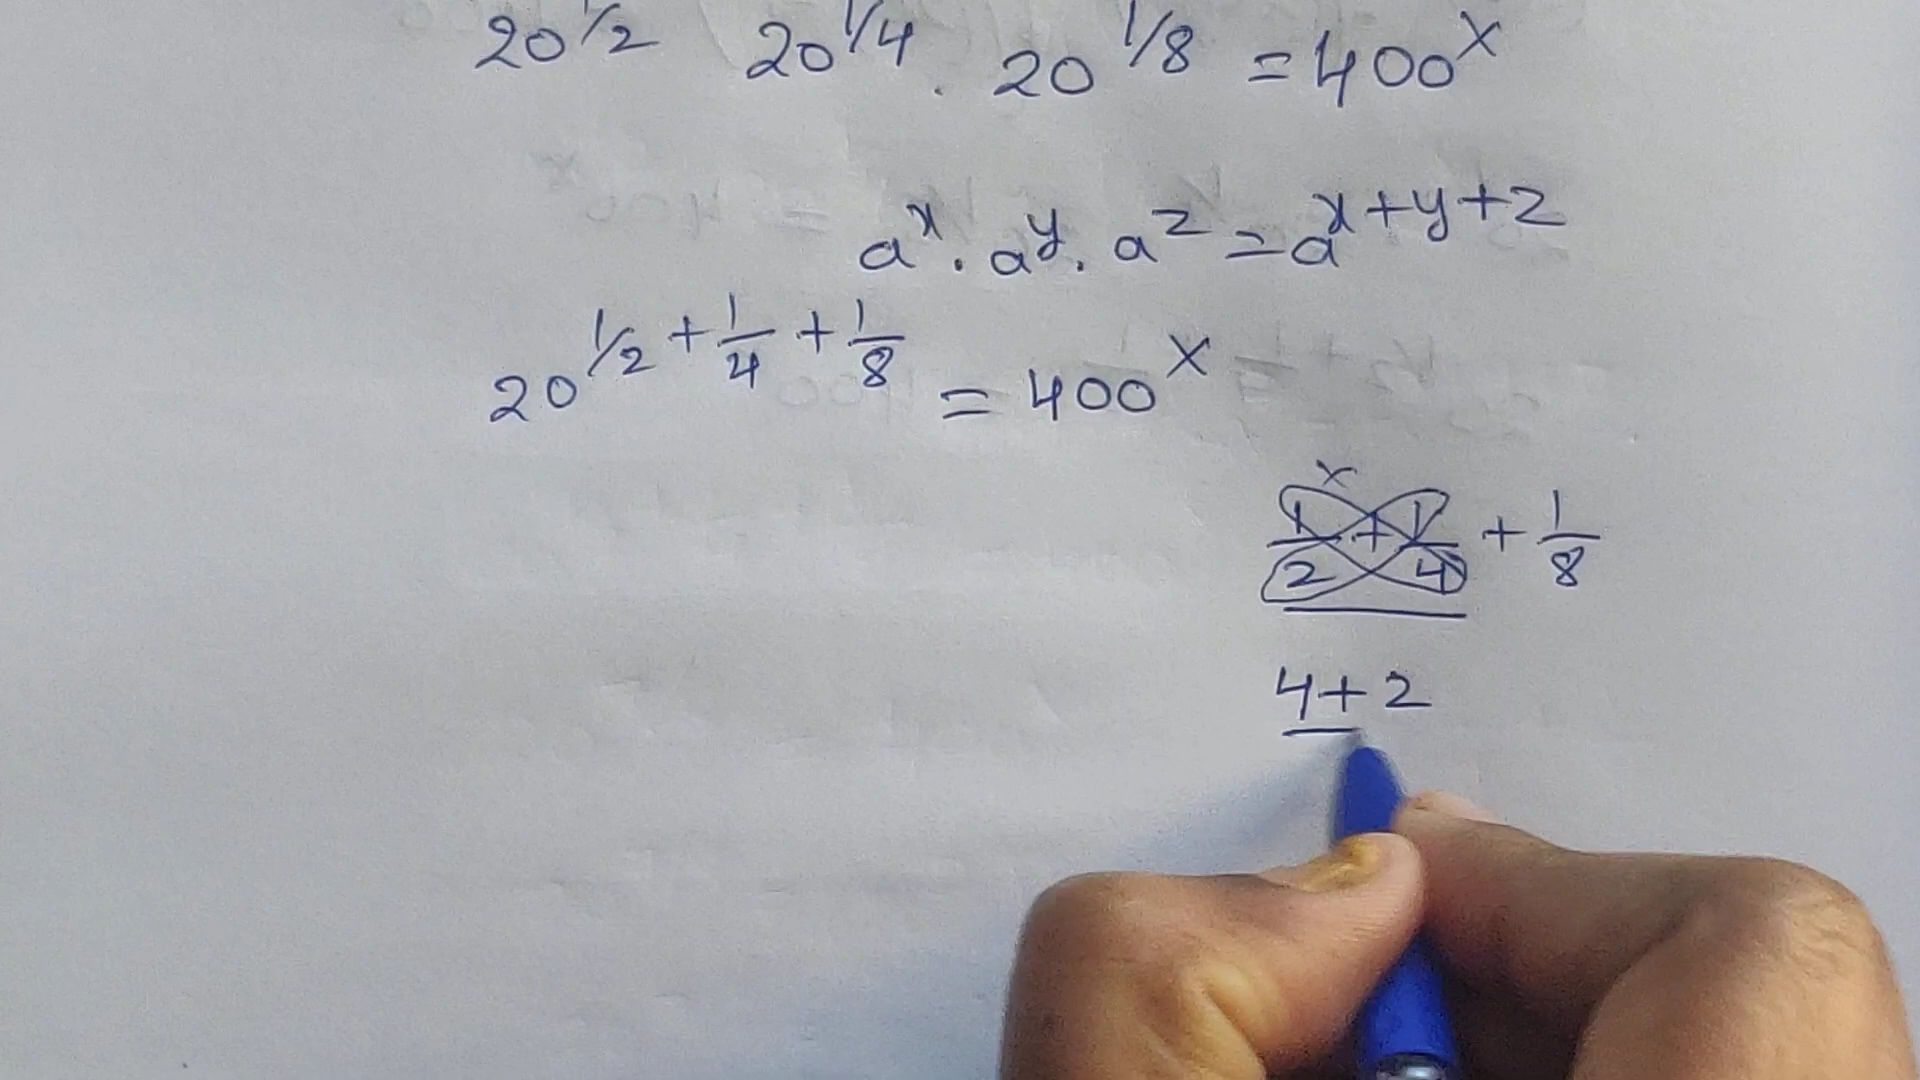 20^1/2 20^1/4 . 20^1/8 = 400^x
a^x . a^y . a^z = a^x+y+z
20^1/2 + 1/4 + 1/8 = 400^x
x
1/2 + 1/4 + 1/8
4+2